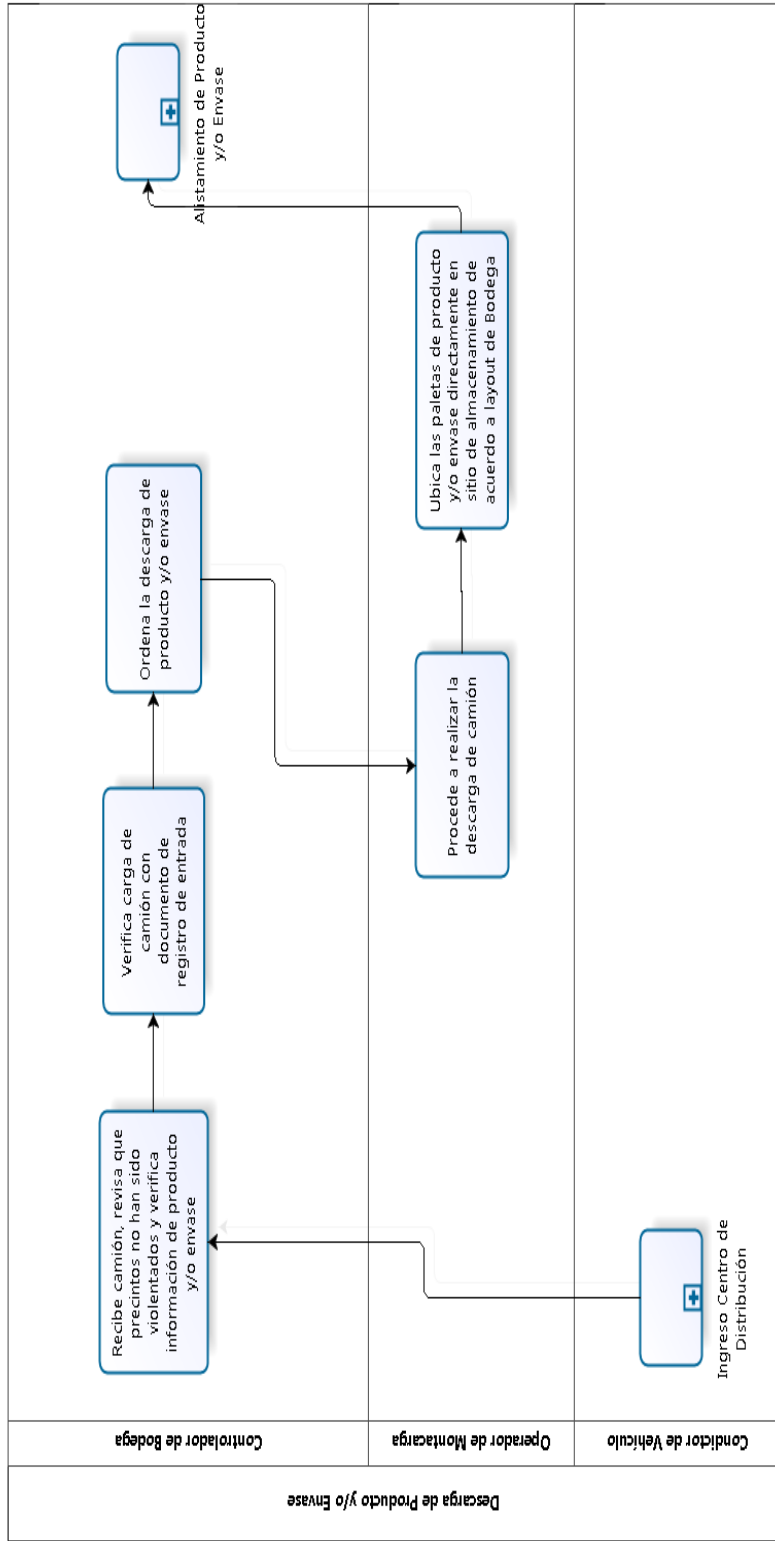 Descarga de Producto y/o Envase
Controlador de Bodega
Operador de Montacarga
Condictor de Vehículo
Ingreso Centro de
Distribución
Recibe camión, revisa que
precintos no han sido
violentados y verifica
información de producto
y/o envase
Verifica carga de
camión con
documento de
registro de entrada
Ordena la descarga de
producto y/o envase
Procede a realizar la
descarga de camión
Ubica las paletas de producto
y/o envase directamente en
sitio de almacenamiento de
acuerdo a layout de Bodega
Alistamiento de Producto
y/o Envase